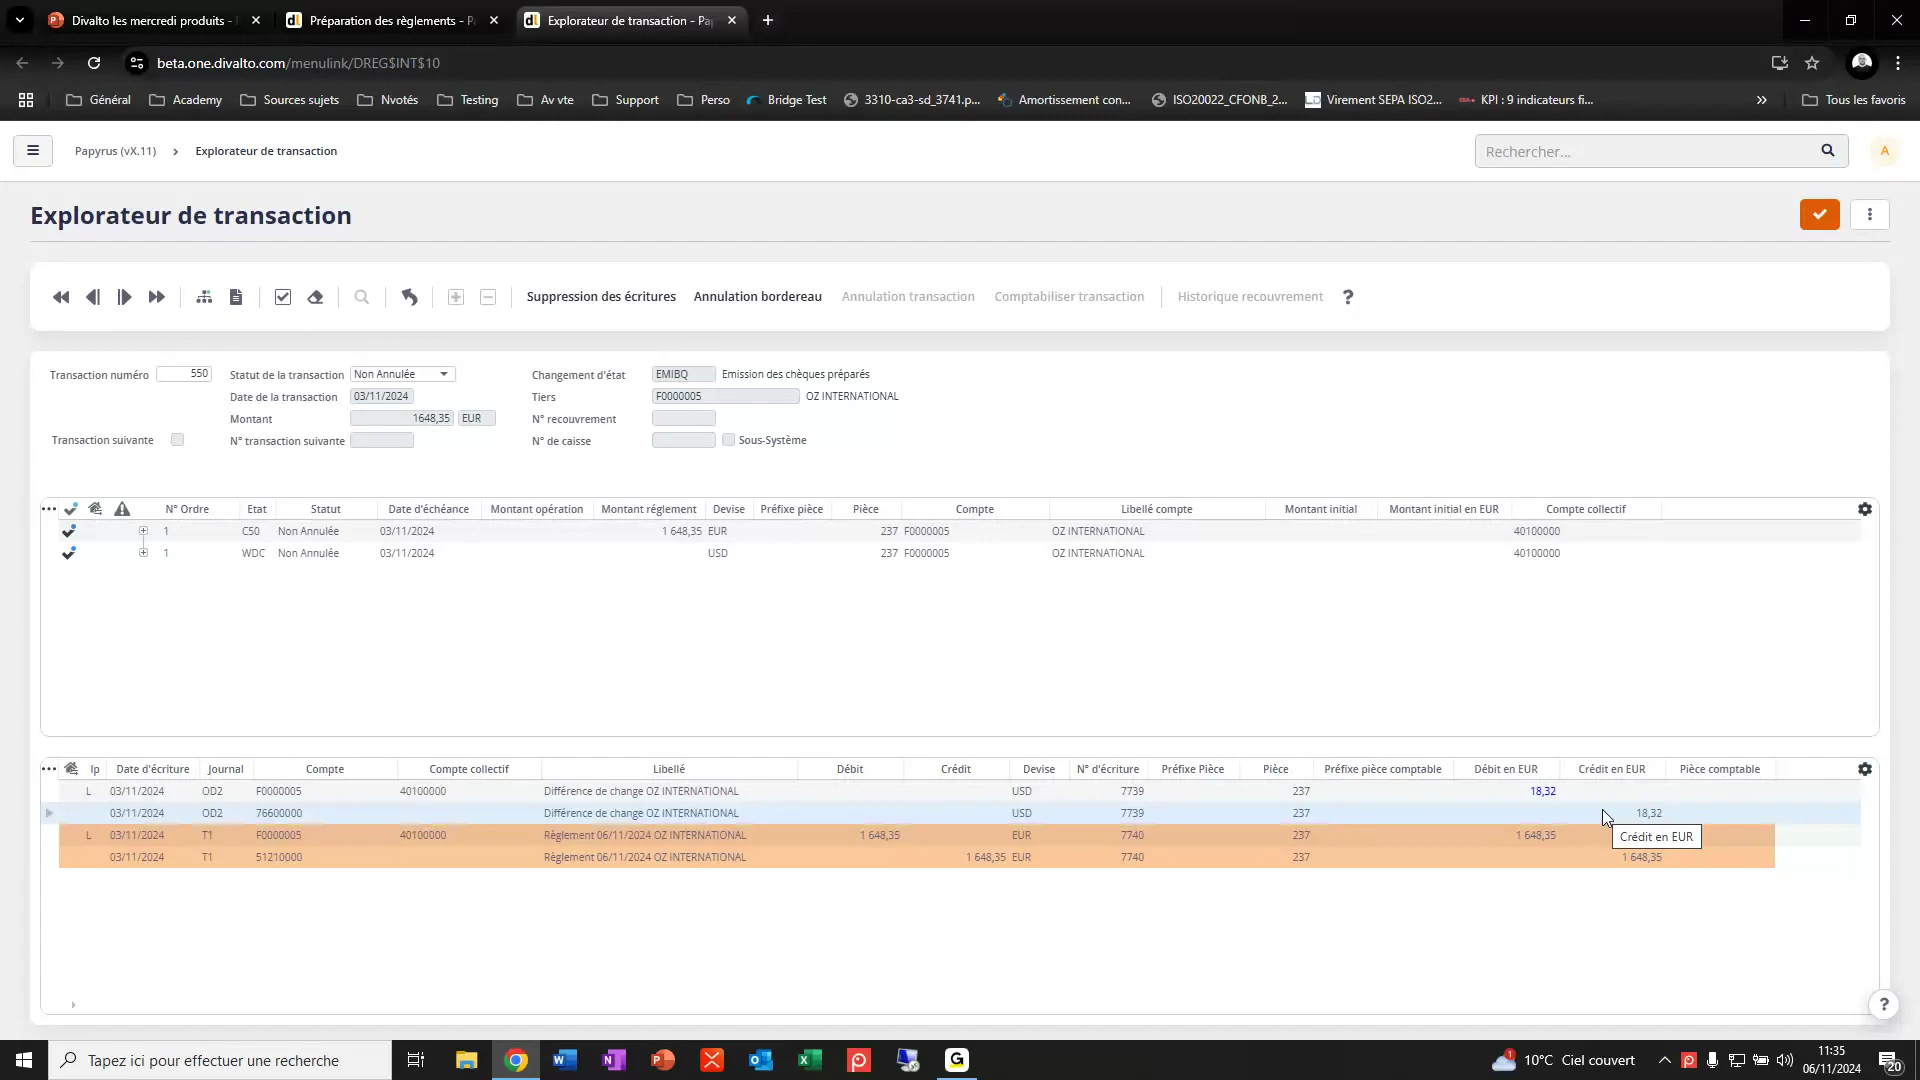 Divalto les mercredi produits -
Préparation des règlements - P
Explorateur de transaction - Pa
beta.one.divalto.com/menulink/DREG$INT$10
Général
Academy
Sources sujets
Nvotés
Testing
Av vte
Support
Perso
Bridge Test
3310-ca3-sd_3741.p...
Amortissement con...
ISO20022_CFONB_2...
Virement SEPA ISO2...
KPI : 9 indicateurs fi...
Tous les favoris
Papyrus (vX.11) › Explorateur de transaction
Rechercher...
A
Explorateur de transaction
Suppression des écritures Annulation bordereau Annulation transaction Comptabiliser transaction Historique recouvrement ?
Transaction numéro 550 Statut de la transaction Non Annulée Changement d'état EMIBQ Emission des chèques préparés
Date de la transaction 03/11/2024 Tiers F0000005 OZ INTERNATIONAL
Montant 1648,35 EUR N° recouvrement
Transaction suivante N° transaction suivante N° de caisse Sous-Système
N° Ordre Etat Statut Date d'échéance Montant opération Montant réglement Devise Préfixe pièce Pièce Compte Libellé compte Montant initial Montant initial en EUR Compte collectif
1 C50 Non Annulée 03/11/2024 1 648,35 EUR 237 F0000005 OZ INTERNATIONAL 40100000
1 WDC Non Annulée 03/11/2024 USD 237 F0000005 OZ INTERNATIONAL 40100000
Ip Date d'écriture Journal Compte Compte collectif Libellé Débit Crédit Devise N° d'écriture Préfixe Pièce Pièce Préfixe pièce comptable Débit en EUR Crédit en EUR Pièce comptable
L 03/11/2024 OD2 F0000005 40100000 Différence de change OZ INTERNATIONAL USD 7739 237 18,32
03/11/2024 OD2 76600000 Différence de change OZ INTERNATIONAL USD 7739 237 18,32
L 03/11/2024 T1 F0000005 40100000 Règlement 06/11/2024 OZ INTERNATIONAL 1 648,35 EUR 7740 237 1 648,35
Crédit en EUR
03/11/2024 T1 51210000 Règlement 06/11/2024 OZ INTERNATIONAL 1 648,35 EUR 7740 237 1 648,35
?
Tapez ici pour effectuer une recherche
1
10°C Ciel couvert
11:35
06/11/2024
20